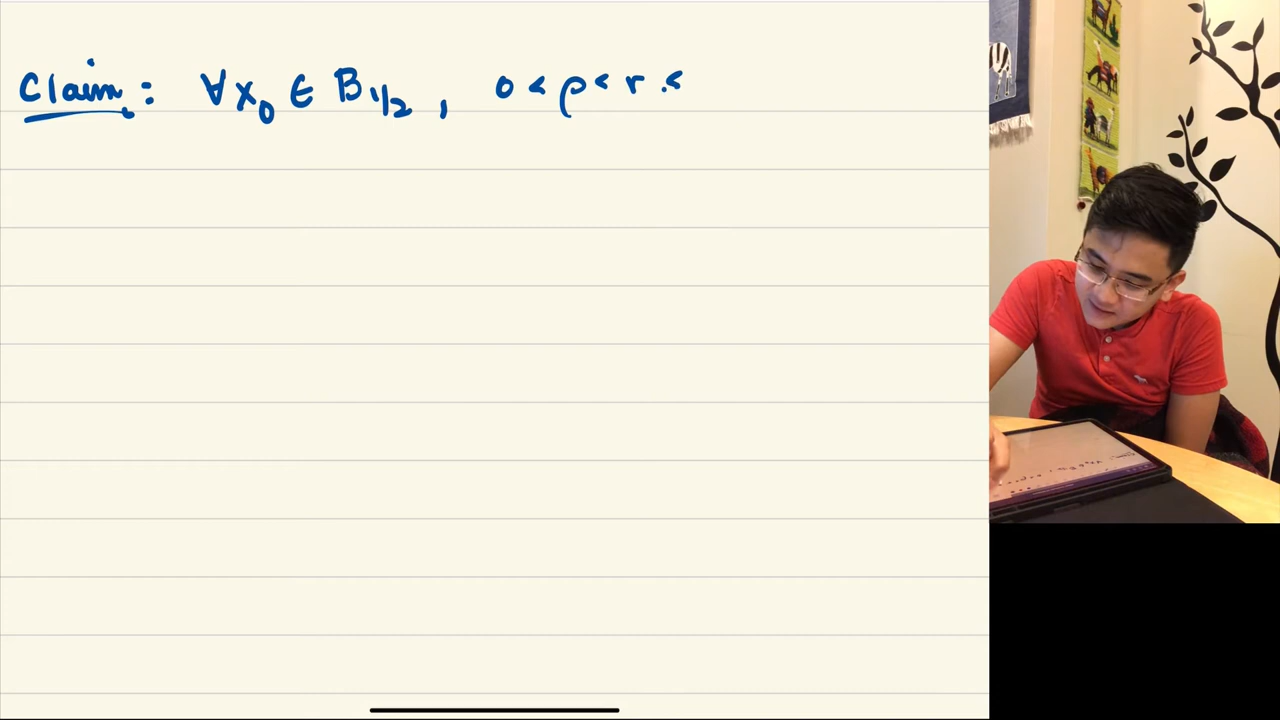 Claim: ∀x₀ ∈ B₁/₂, 0 < ρ < r <